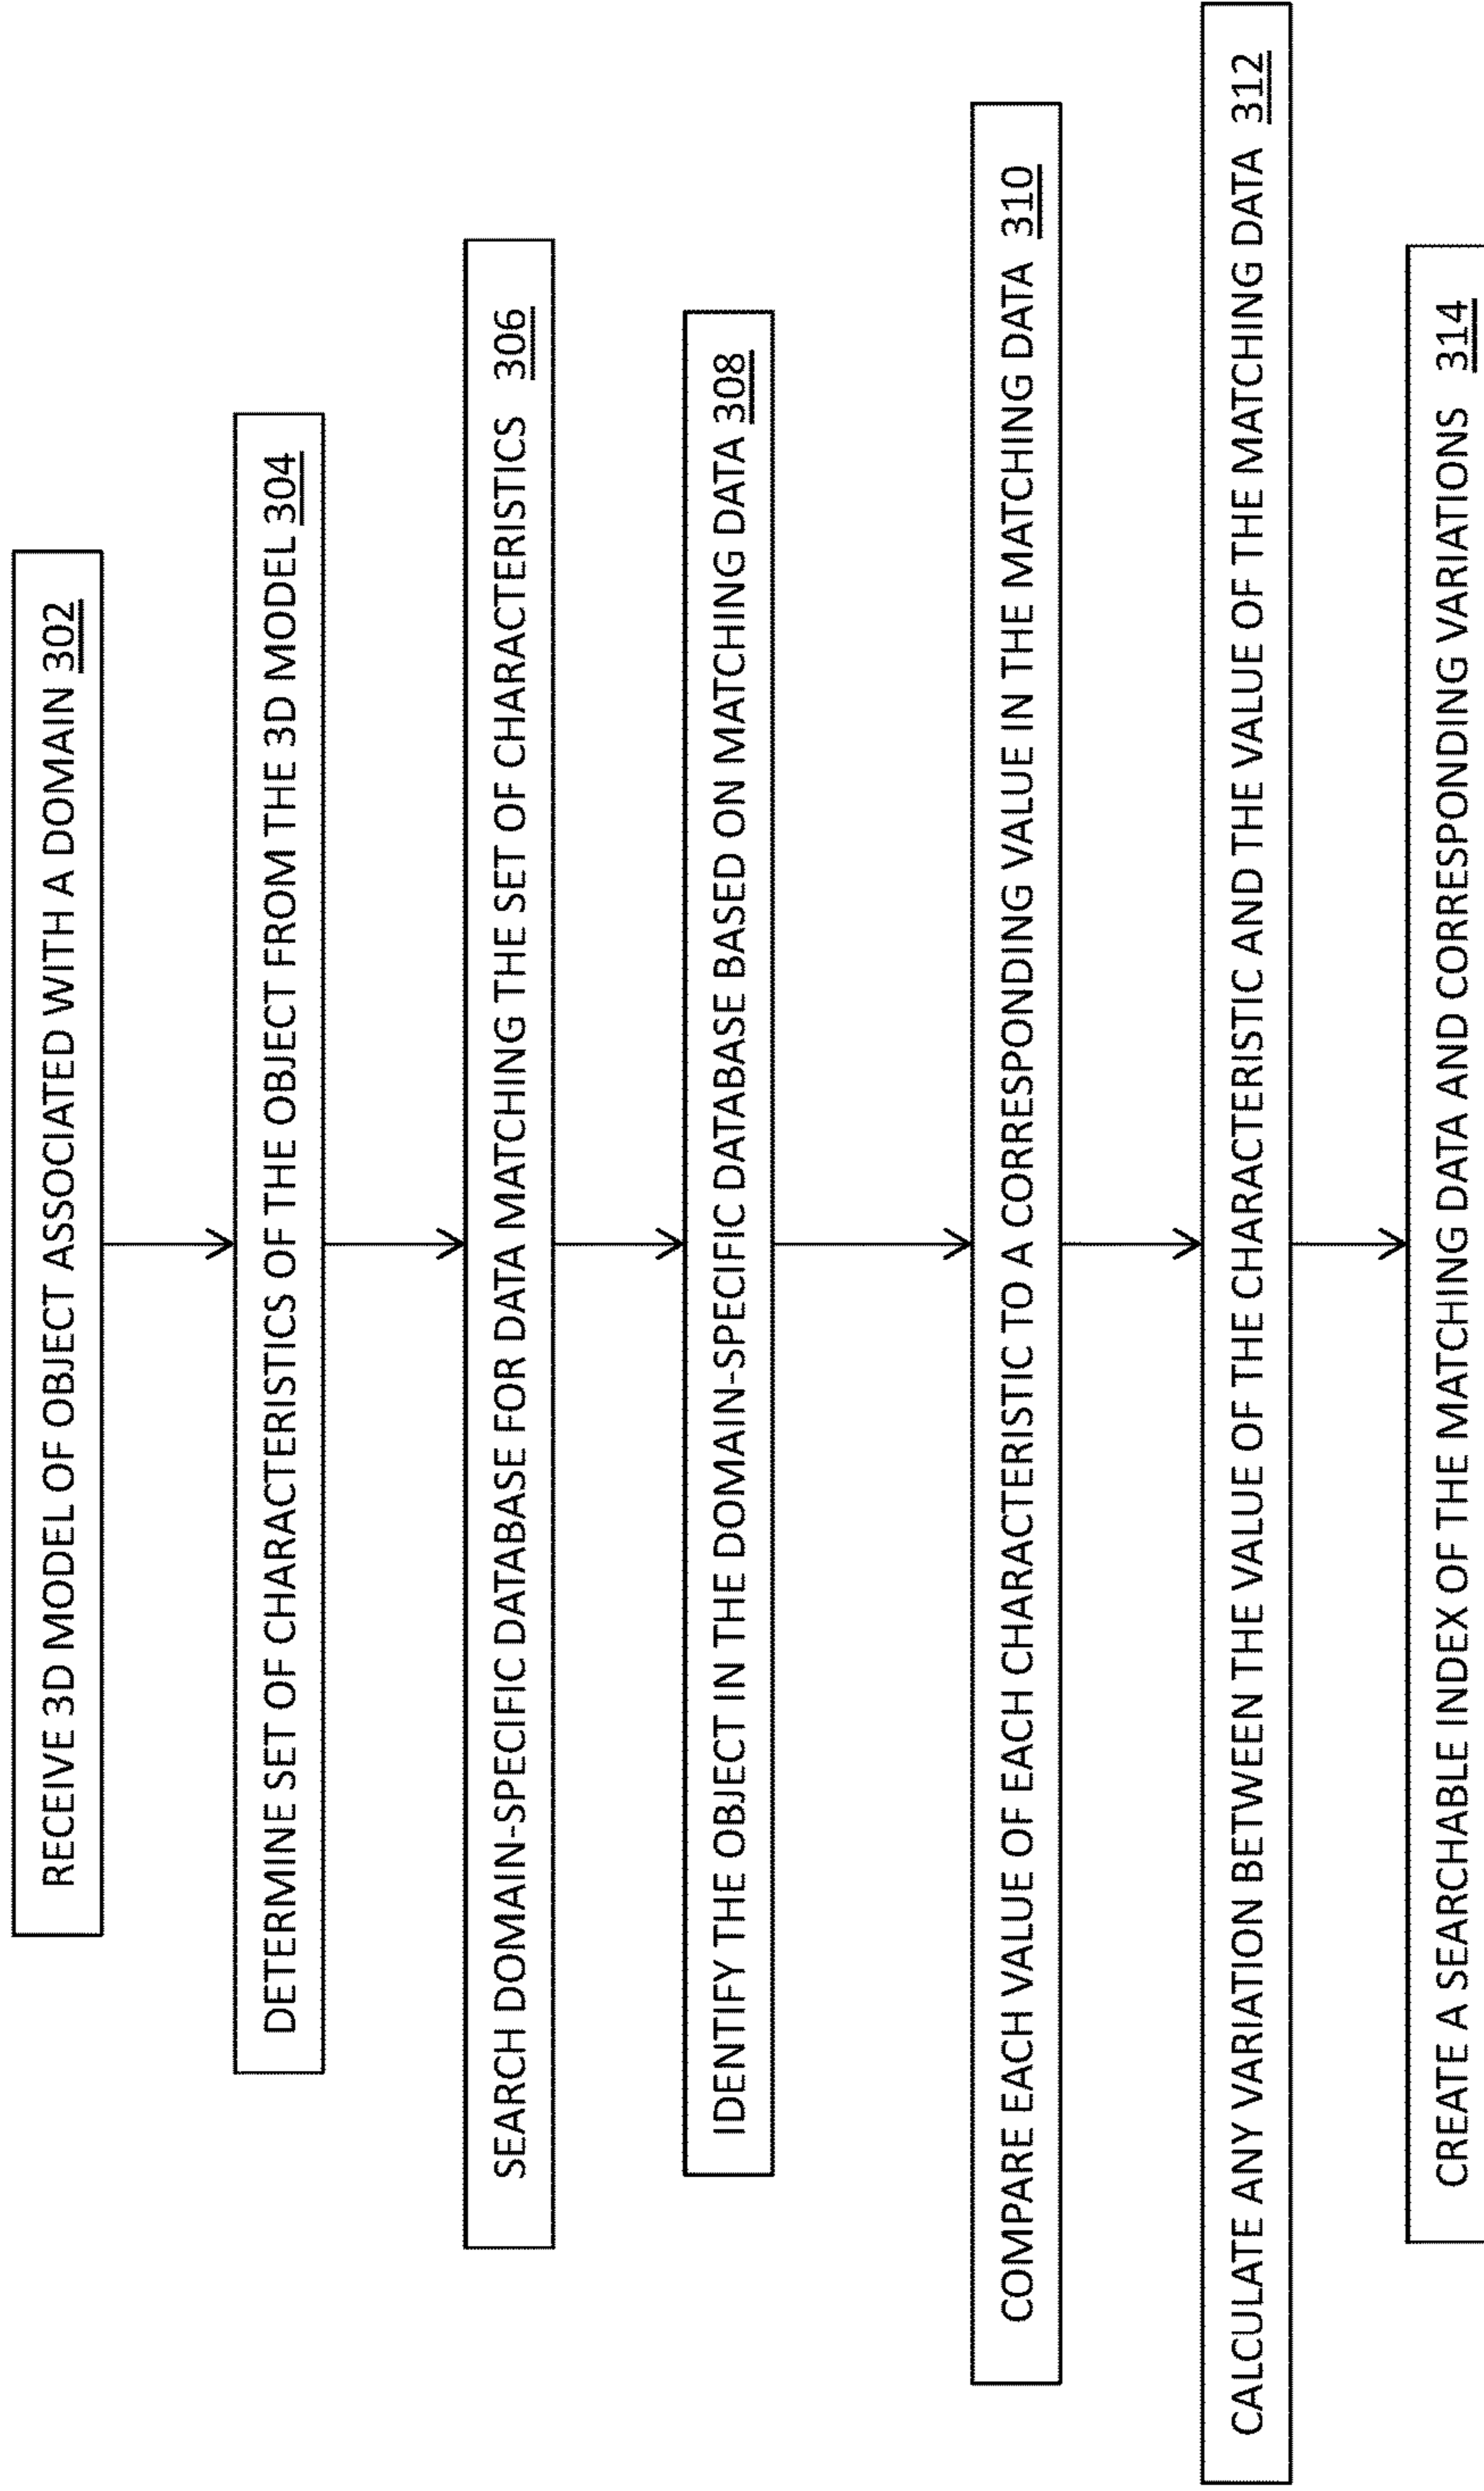 RECEIVE 3D MODEL OF OBJECT ASSOCIATED WITH A DOMAIN 302
DETERMINE SET OF CHARACTERISTICS OF THE OBJECT FROM THE 3D MODEL 304
SEARCH DOMAIN-SPECIFIC DATABASE FOR DATA MATCHING THE SET OF CHARACTERISTICS 306
IDENTIFY THE OBJECT IN THE DOMAIN-SPECIFIC DATABASE BASED ON MATCHING DATA 308
COMPARE EACH VALUE OF EACH CHARACTERISTIC TO A CORRESPONDING VALUE IN THE MATCHING DATA 310
CALCULATE ANY VARIATION BETWEEN THE VALUE OF THE CHARACTERISTIC AND THE VALUE OF THE MATCHING DATA 312
CREATE A SEARCHABLE INDEX OF THE MATCHING DATA AND CORRESPONDING VARIATIONS 314